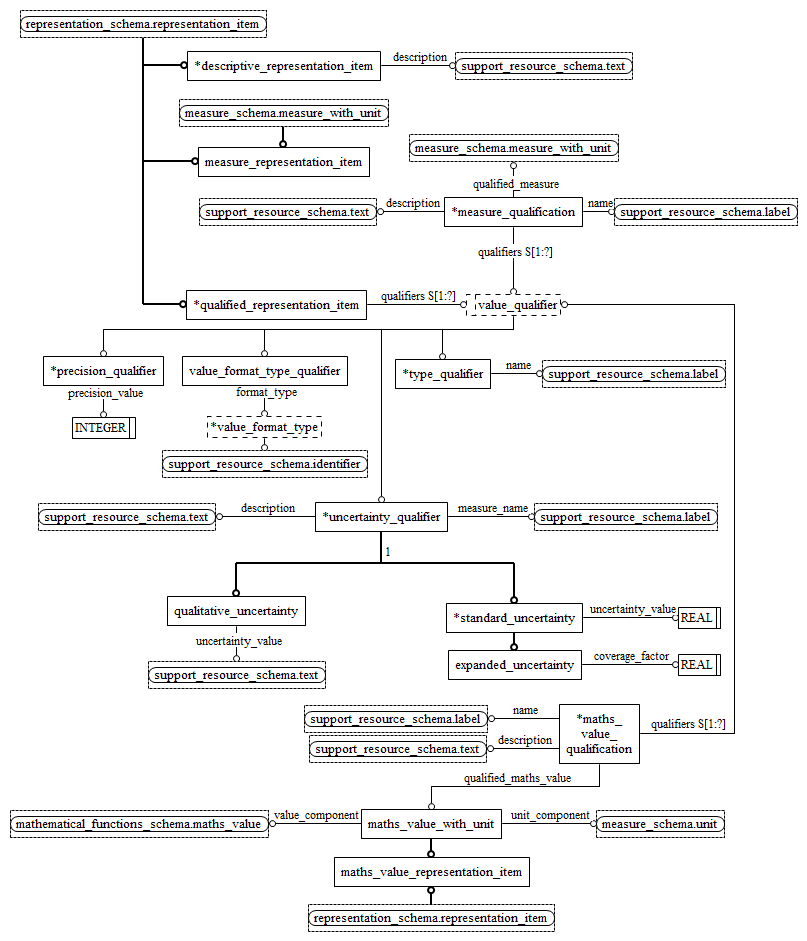 representation_schema.representation_item
*descriptive_representation_item
description
support_resource_schema.text
measure_schema.measure_with_unit
measure_representation_item
measure_schema.measure_with_unit
qualified_measure
support_resource_schema.text
description
*measure_qualification
name
support_resource_schema.label
qualifiers S[1:?]
*qualified_representation_item
qualifiers S[1:?]
value_qualifier
*precision_qualifier
value_format_type_qualifier
*type_qualifier
name
support_resource_schema.label
precision_value
format_type
INTEGER
*value_format_type
support_resource_schema.identifier
support_resource_schema.text
description
*uncertainty_qualifier
measure_name
support_resource_schema.label
1
qualitative_uncertainty
*standard_uncertainty
uncertainty_value
REAL
uncertainty_value
support_resource_schema.text
expanded_uncertainty
coverage_factor
REAL
support_resource_schema.label
name
*maths_
value_
qualification
qualifiers S[1:?]
support_resource_schema.text
description
qualified_maths_value
mathematical_functions_schema.maths_value
value_component
maths_value_with_unit
unit_component
measure_schema.unit
maths_value_representation_item
representation_schema.representation_item